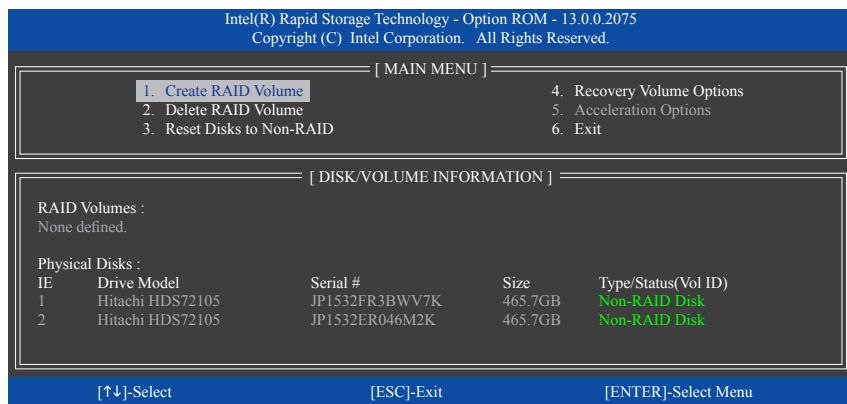 Intel(R) Rapid Storage Technology - Option ROM - 13.0.0.2075
Copyright (C) Intel Corporation. All Rights Reserved.
[ MAIN MENU ]
1. Create RAID Volume
2. Delete RAID Volume
3. Reset Disks to Non-RAID
4. Recovery Volume Options
5. Acceleration Options
6. Exit
[ DISK/VOLUME INFORMATION ]
RAID Volumes :
None defined.
Physical Disks :
IE Drive Model Serial # Size Type/Status(Vol ID)
1 Hitachi HDS72105 JP1532FR3BWV7K 465.7GB Non-RAID Disk
2 Hitachi HDS72105 JP1532ER046M2K 465.7GB Non-RAID Disk
[↑↓]-Select [ESC]-Exit [ENTER]-Select Menu